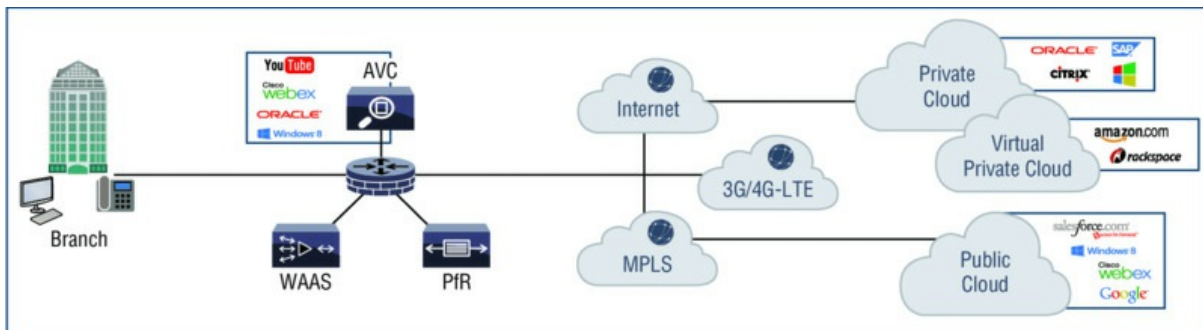 Branch
YouTube
Cisco
webex
ORACLE
Windows 8
AVC
WAAS
PfR
Internet
3G/4G-LTE
MPLS
Private
Cloud
ORACLE
SAP
CITRIX
Virtual
Private Cloud
amazon.com
rackspace
Public
Cloud
salesforce.com
Windows 8
Cisco
webex
Google